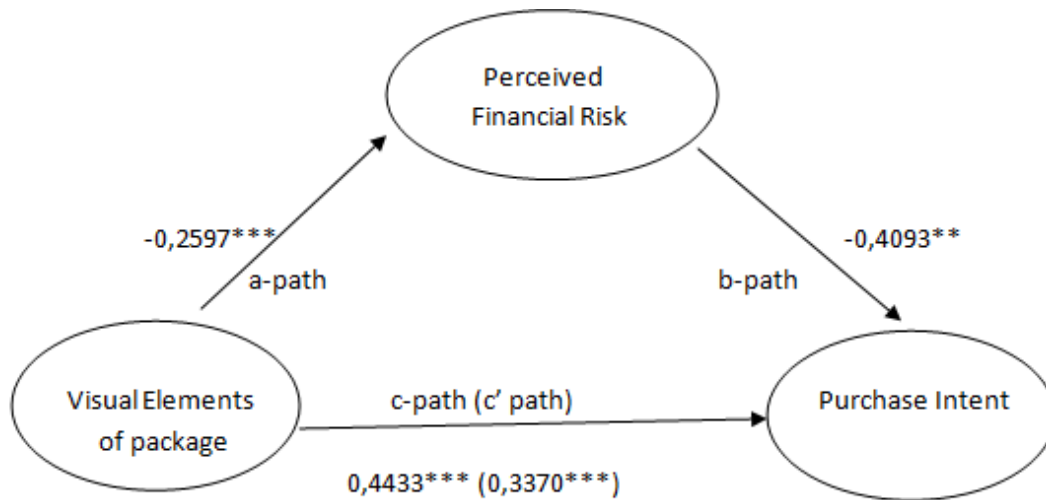 Perceived
Financial Risk
-0,2597***
-0,4093**
a-path
b-path
Visual Elements
of package
c-path (c’ path)
Purchase Intent
0,4433*** (0,3370***)